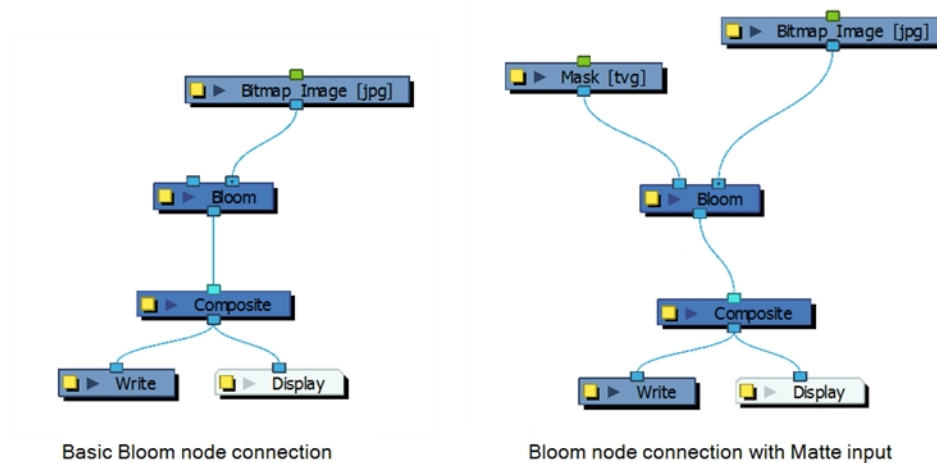 Bitmap_Image [jpg]
Bloom
Composite
Write
Display
Basic Bloom node connection
Bitmap_Image [jpg]
Mask [tvg]
Bloom
Composite
Write
Display
Bloom node connection with Matte input